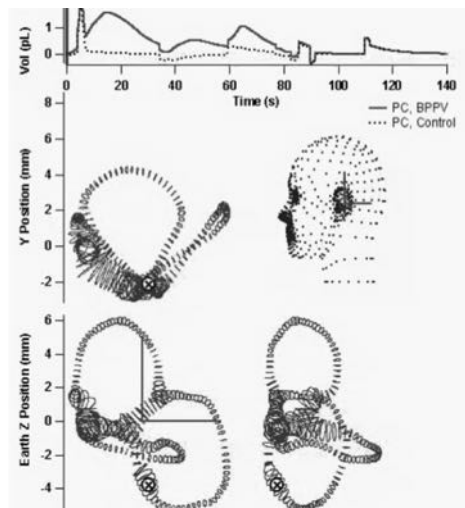 Vol (pL)
1
0
0 20 40 60 80 100 120 140
Time (s)
PC, BPPV
PC, Control
Y Position (mm)
8
6
4
2
0
-2
Earth Z Position (mm)
6
4
2
0
-2
-4